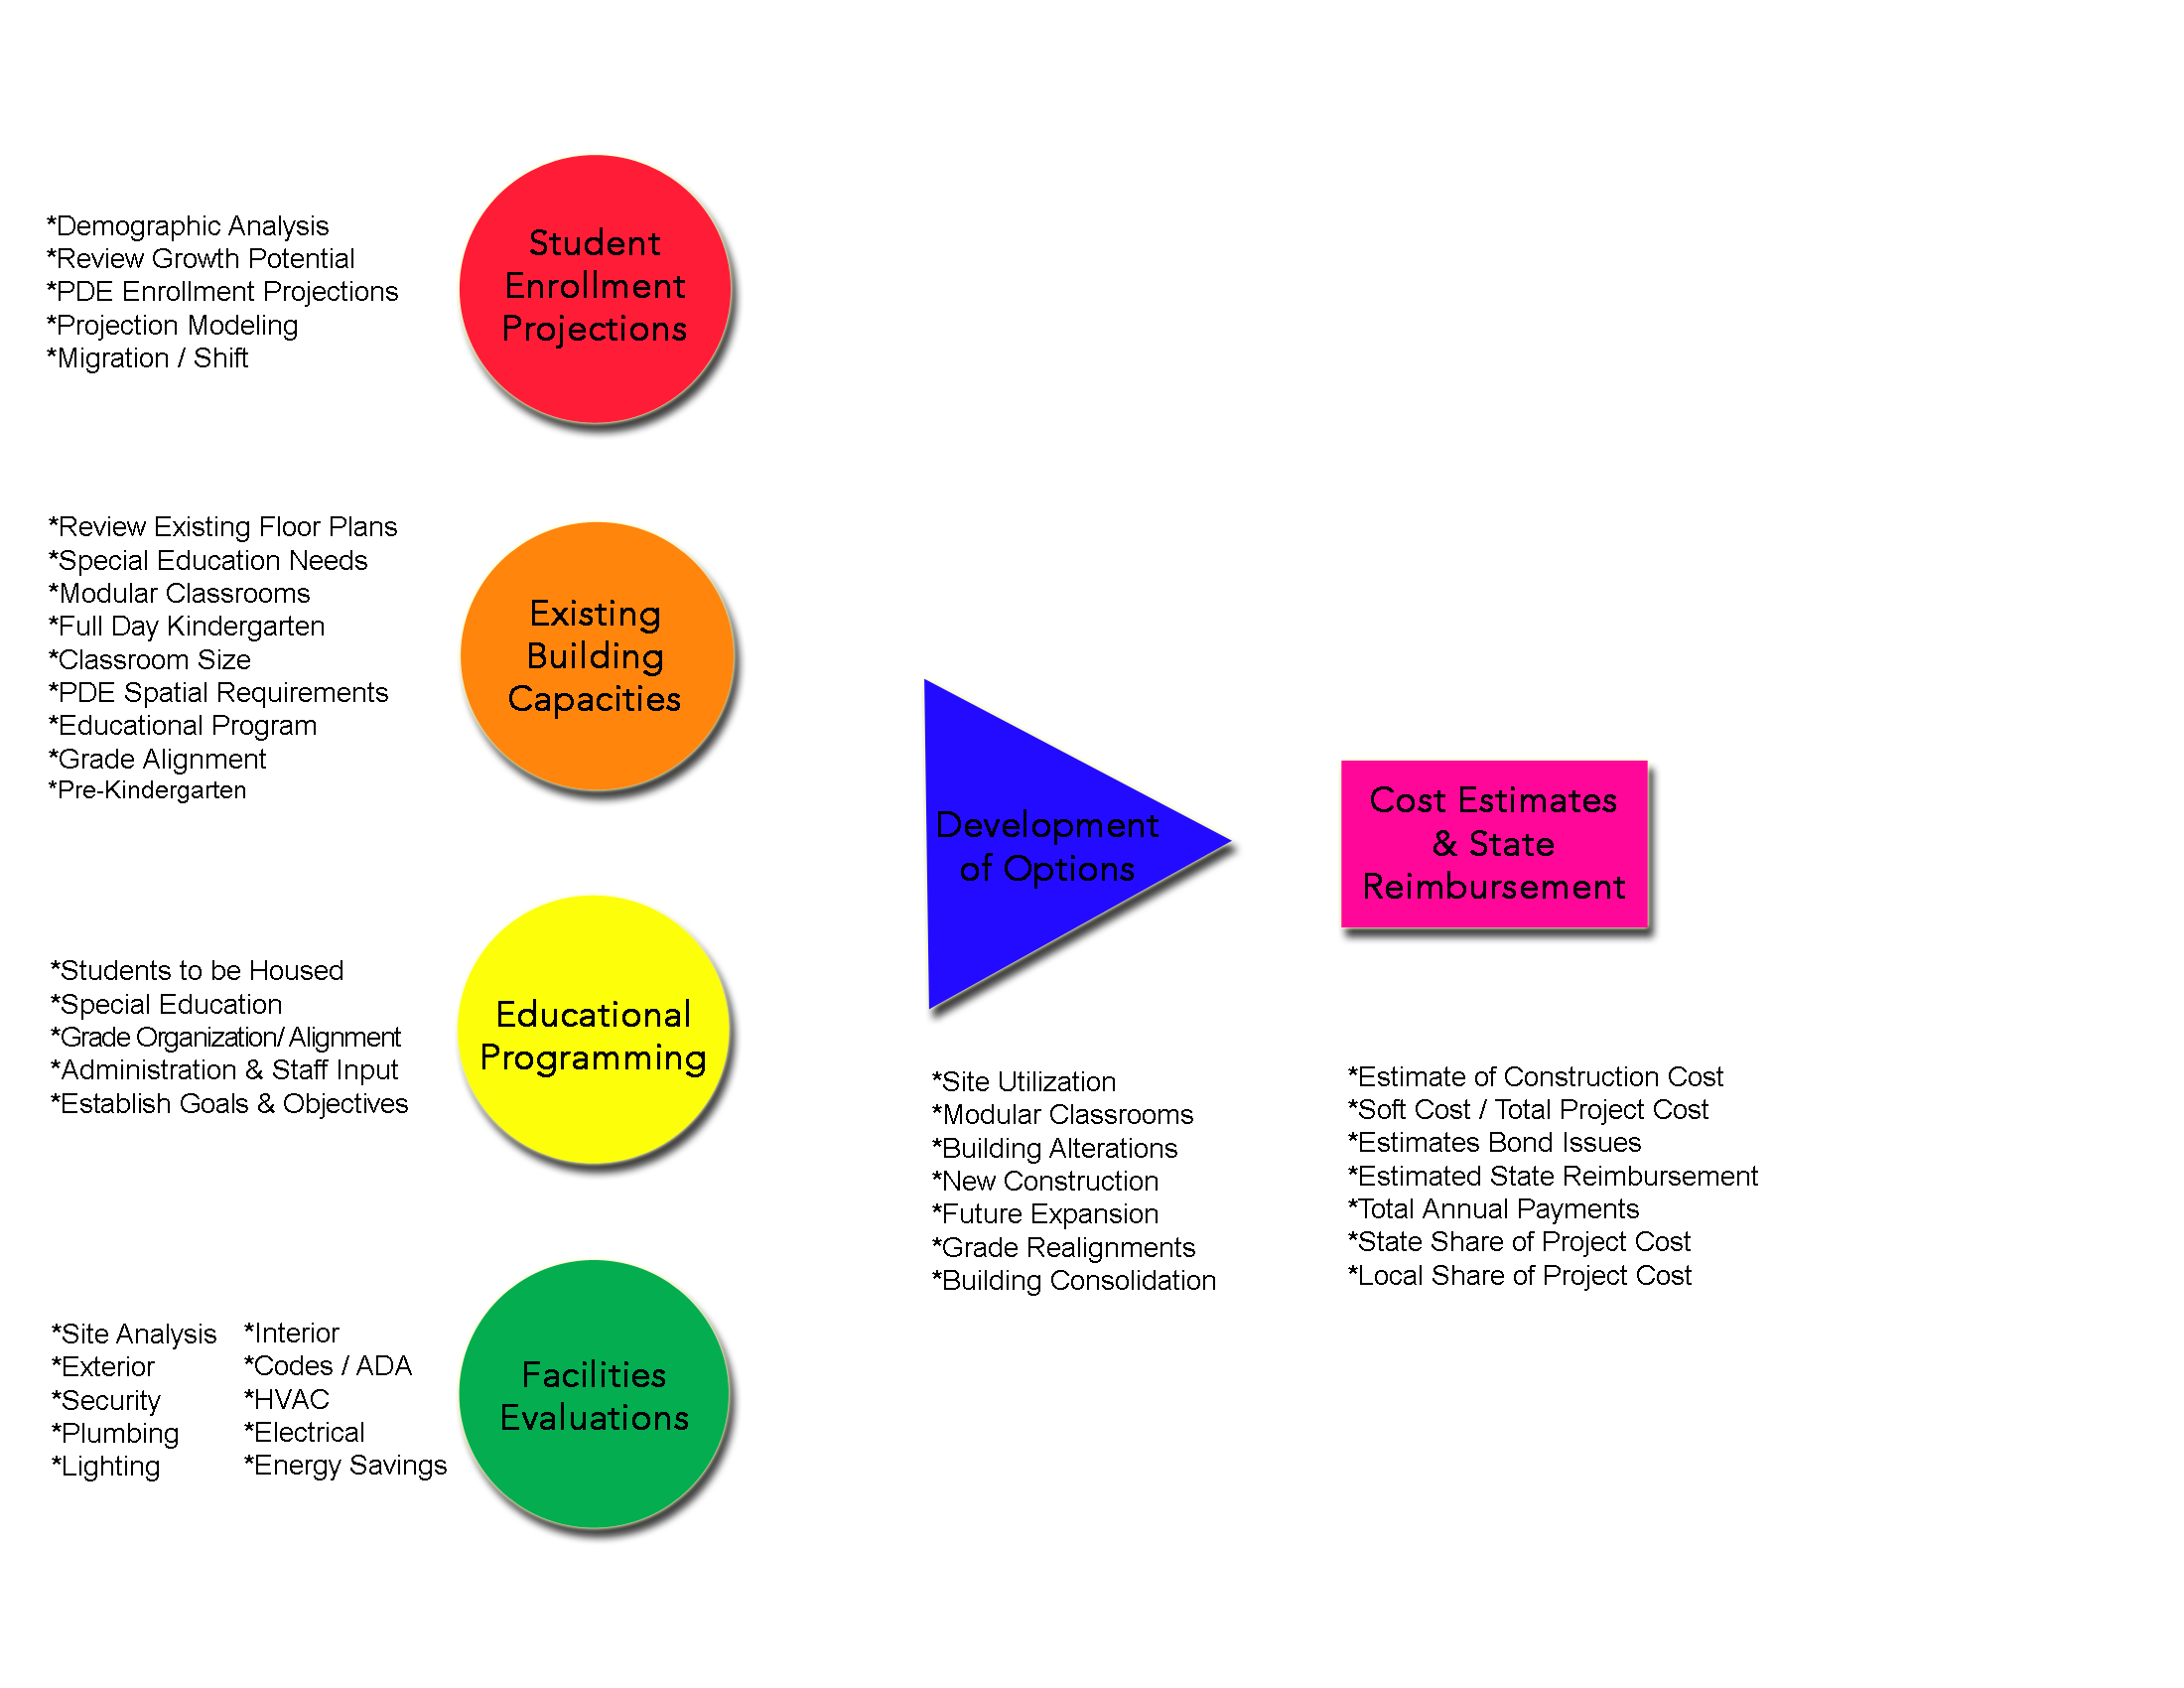 *Demographic Analysis
*Review Growth Potential
*PDE Enrollment Projections
*Projection Modeling
*Migration / Shift
Student
Enrollment
Projections
*Review Existing Floor Plans
*Special Education Needs
*Modular Classrooms
*Full Day Kindergarten
*Classroom Size
*PDE Spatial Requirements
*Educational Program
*Grade Alignment
*Pre-Kindergarten
Existing
Building
Capacities
*Students to be Housed
*Special Education
*Grade Organization/ Alignment
*Administration & Staff Input
*Establish Goals & Objectives
Educational
Programming
*Site Analysis
*Exterior
*Security
*Plumbing
*Lighting
*Interior
*Codes / ADA
*HVAC
*Electrical
*Energy Savings
Facilities
Evaluations
Development
of Options
*Site Utilization
*Modular Classrooms
*Building Alterations
*New Construction
*Future Expansion
*Grade Realignments
*Building Consolidation
Cost Estimates
& State
Reimbursement
*Estimate of Construction Cost
*Soft Cost / Total Project Cost
*Estimates Bond Issues
*Estimated State Reimbursement
*Total Annual Payments
*State Share of Project Cost
*Local Share of Project Cost